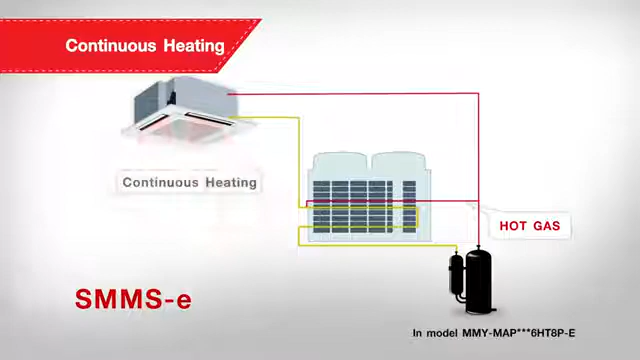 Continuous Heating
Continuous Heating
HOT GAS
SMMS-e
In model MMY-MAP***6HT8P-E